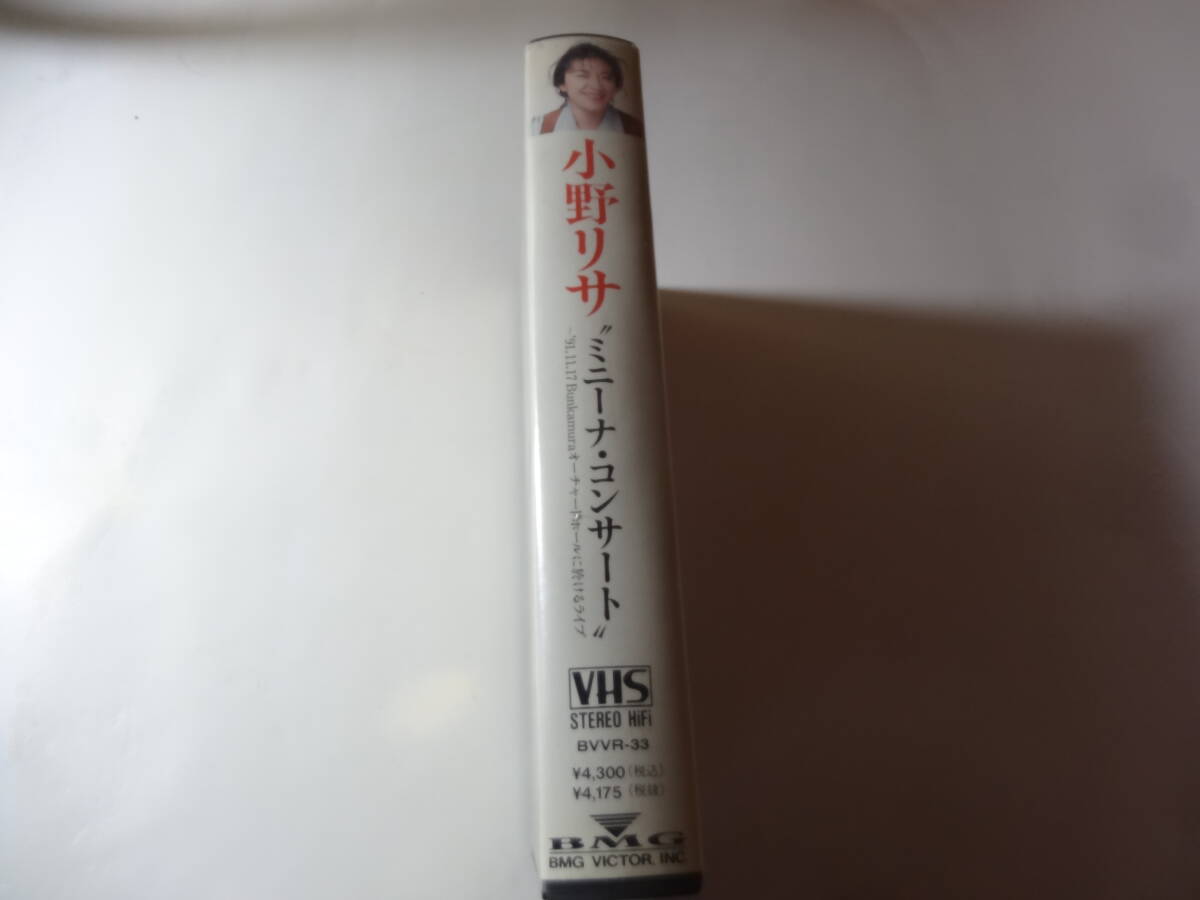 小野リサ
"ミニーナ・コンサート"
~'91.11.17 Bunkamuraオーチャードホールに於けるライブ
VHS
STEREO HiFi
BVVR-33
¥4,300(税込)
¥4,175(税抜)
BMG
BMG VICTOR, INC.